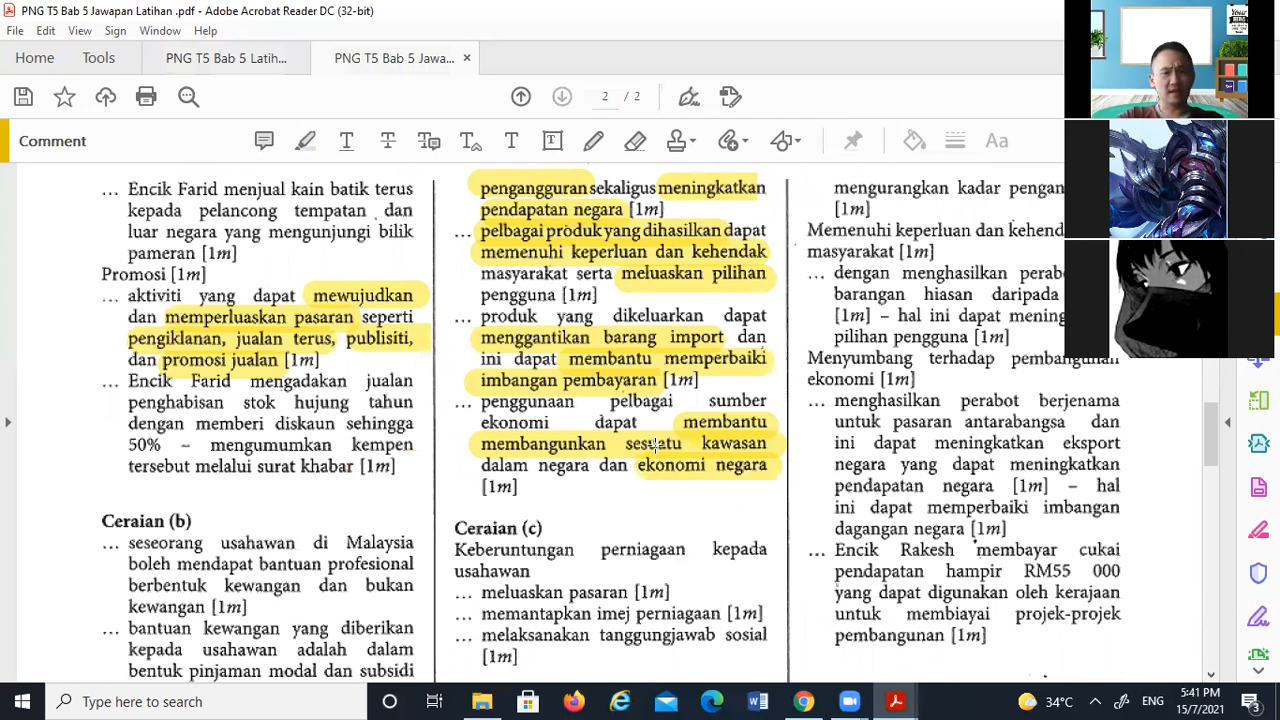 PNG T5 Bab 5 Jawapan Latihan .pdf - Adobe Acrobat Reader DC (32-bit)
File Edit View Sign Window Help
Home Tools PNG T5 Bab 5 Latih... PNG T5 Bab 5 Jawa... ×
2 / 2
Comment
Aa
... Encik Farid menjual kain batik terus
kepada pelancong tempatan dan
luar negara yang mengunjungi bilik
pameran [1m]
Promosi [1m]
... aktiviti yang dapat mewujudkan
dan memperluaskan pasaran seperti
pengiklanan, jualan terus, publisiti,
dan promosi jualan [1m]
... Encik Farid mengadakan jualan
penghabisan stok hujung tahun
dengan memberi diskaun sehingga
50% – mengumumkan kempen
tersebut melalui surat khabar [1m]
Ceraian (b)
... seseorang usahawan di Malaysia
boleh mendapat bantuan profesional
berbentuk kewangan dan bukan
kewangan [1m]
... bantuan kewangan yang diberikan
kepada usahawan adalah dalam
bentuk pinjaman modal dan subsidi
pengangguran sekaligus meningkatkan
pendapatan negara [1m]
... pelbagai produk yang dihasilkan dapat
memenuhi keperluan dan kehendak
masyarakat serta meluaskan pilihan
pengguna [1m]
... produk yang dikeluarkan dapat
menggantikan barang import dan
ini dapat membantu memperbaiki
imbangan pembayaran [1m]
... penggunaan pelbagai sumber
ekonomi dapat membantu
membangunkan sesuatu kawasan
dalam negara dan ekonomi negara
[1m]
Ceraian (c)
Keberuntungan perniagaan kepada
usahawan
... meluaskan pasaran [1m]
... memantapkan imej perniagaan [1m]
... melaksanakan tanggungjawab sosial
[1m]
mengurangkan kadar pengan
[1m]
Memenuhi keperluan dan kehend
masyarakat [1m]
... dengan menghasilkan perab
barangan hiasan daripada
[1m] – hal ini dapat mening
pilihan pengguna [1m]
Menyumbang terhadap pembangunan
ekonomi [1m]
... menghasilkan perabot berjenama
untuk pasaran antarabangsa dan
ini dapat meningkatkan eksport
negara yang dapat meningkatkan
pendapatan negara [1m] – hal
ini dapat memperbaiki imbangan
dagangan negara [1m]
... Encik Rakesh membayar cukai
pendapatan hampir RM55 000
yang dapat digunakan oleh kerajaan
untuk membiayai projek-projek
pembangunan [1m]
Type here to search
34°C ENG 5:41 PM
15/7/2021 3